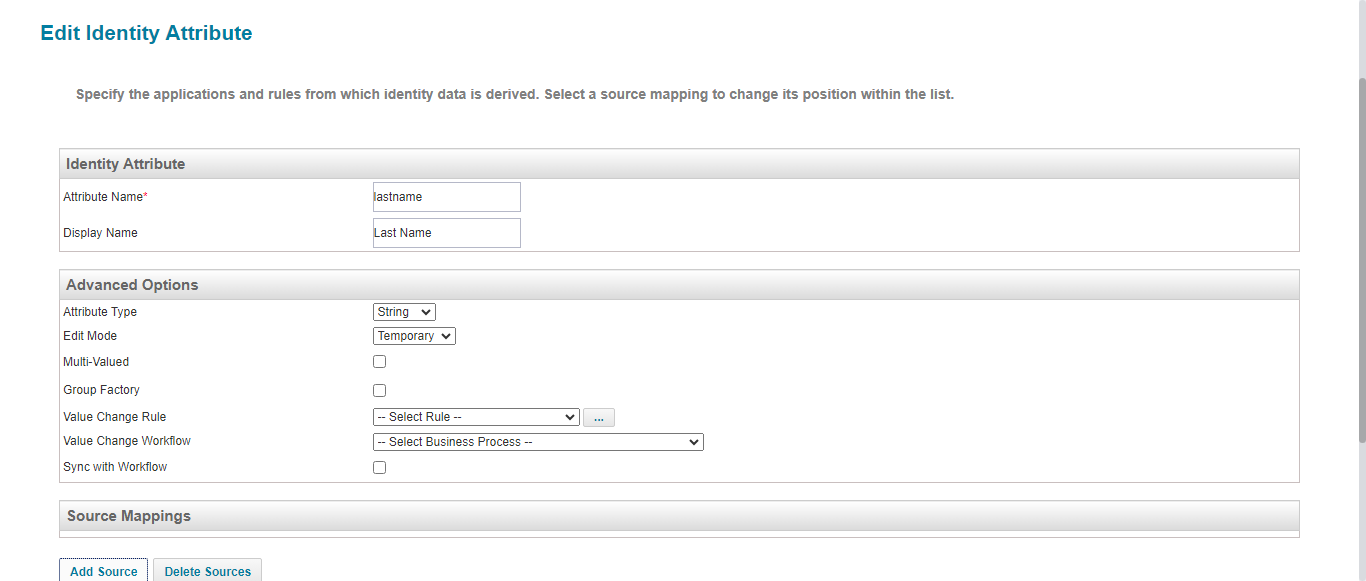 Edit Identity Attribute
Specify the applications and rules from which identity data is derived. Select a source mapping to change its position within the list.
Identity Attribute
Attribute Name* lastname
Display Name Last Name
Advanced Options
Attribute Type String
Edit Mode Temporary
Multi-Valued
Group Factory
Value Change Rule -- Select Rule -- ...
Value Change Workflow -- Select Business Process --
Sync with Workflow
Source Mappings
Add Source Delete Sources